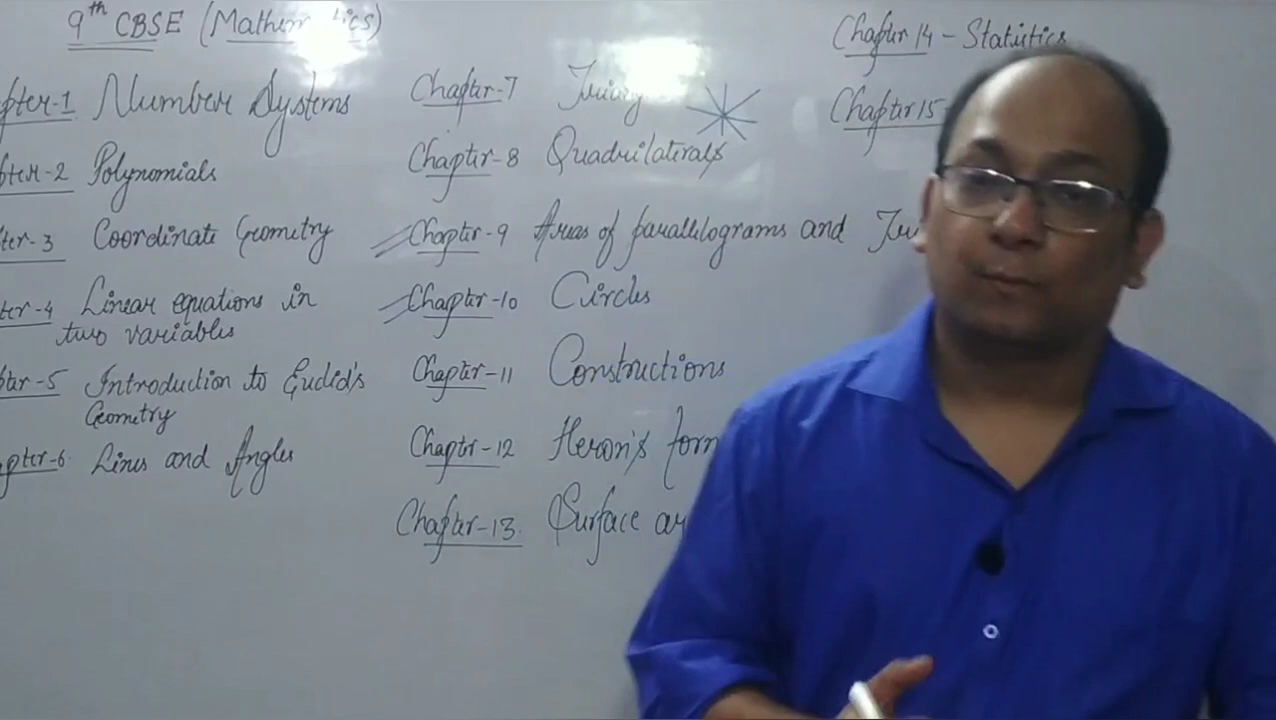 9th CBSE (Mathem tics)
pter-1 Number Systems
pter-2 Polynomials
ter-3 Coordinate Geometry
ter-4 Linear equations in
two variables
pter-5 Introduction to Euclid's
Geometry
pter-6 Lines and Angles
Chapter-7
Chapter-8 Quadrilaterals
Chapter-9 Areas of parallelograms and
Chapter-10 Circles
Chapter-11 Constructions
Chapter-12 Heron's form
Chapter-13. Surface ar
Chapter 14 - Statistics
Chapter 15